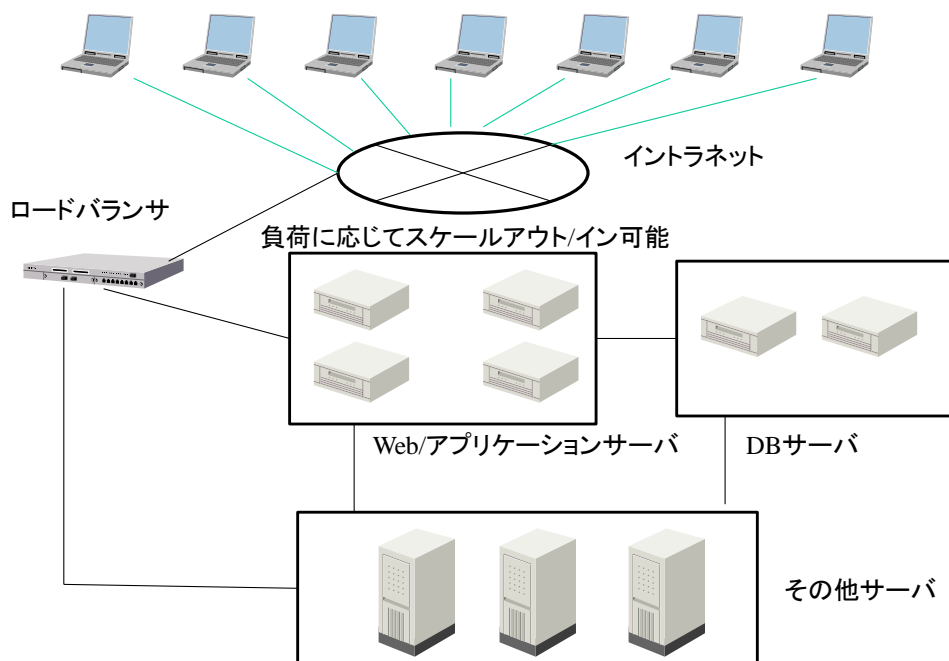 イントラネット
ロードバランサ
負荷に応じてスケールアウト/イン可能
Web/アプリケーションサーバ
DBサーバ
その他サーバ